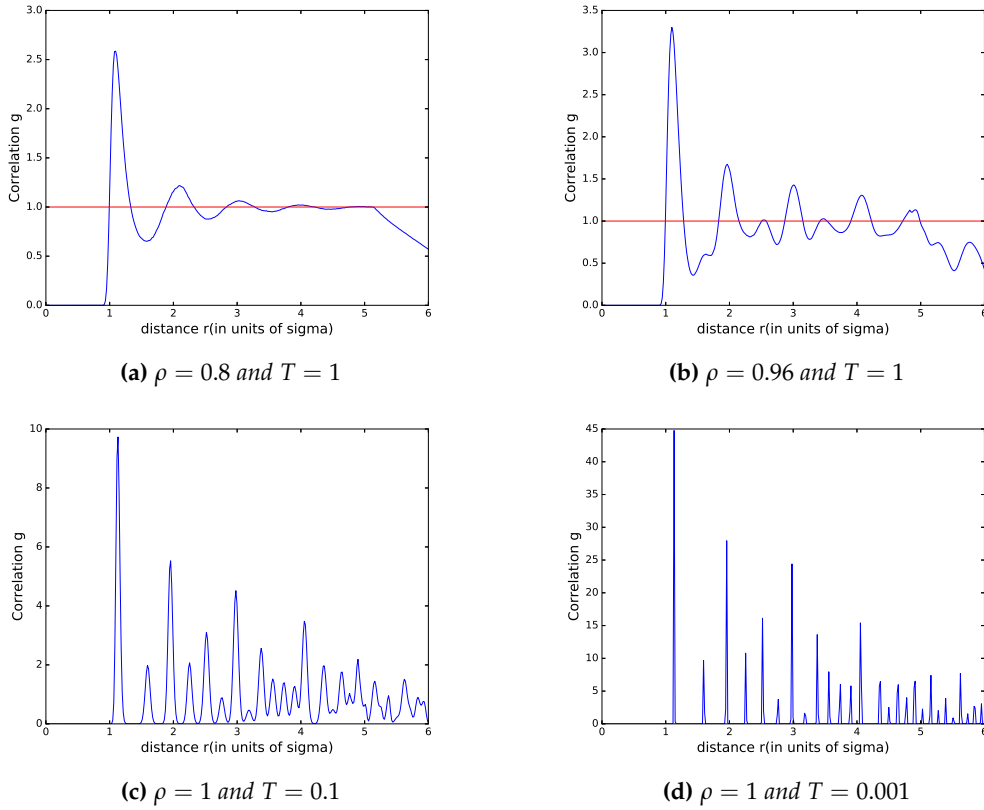 3.0
2.5
2.0
1.5
1.0
0.5
0.0
Correlation g
0 1 2 3 4 5 6
distance r(in units of sigma)
(a) ρ = 0.8 and T = 1
3.5
3.0
2.5
2.0
1.5
1.0
0.5
0.0
Correlation g
0 1 2 3 4 5 6
distance r(in units of sigma)
(b) ρ = 0.96 and T = 1
10
8
6
4
2
0
Correlation g
0 1 2 3 4 5 6
distance r(in units of sigma)
(c) ρ = 1 and T = 0.1
45
40
35
30
25
20
15
10
5
0
Correlation g
0 1 2 3 4 5 6
distance r(in units of sigma)
(d) ρ = 1 and T = 0.001